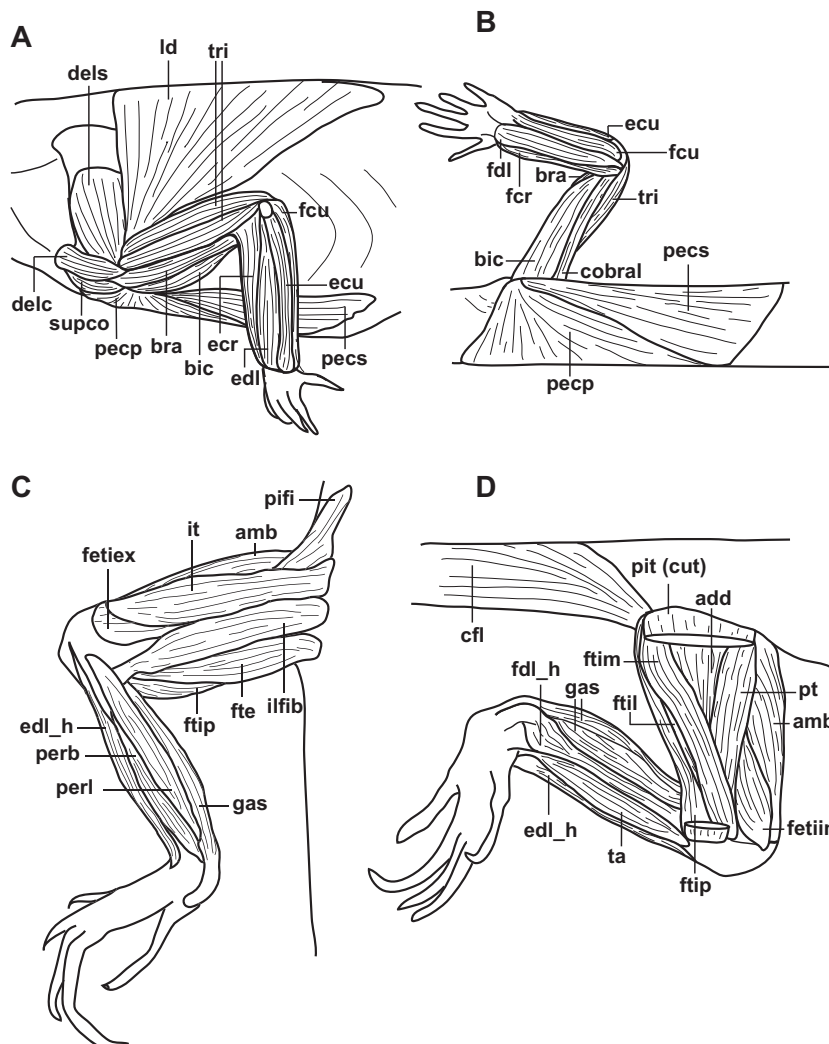 A
ld
tri
dels
fcu
ecu
delc
supco
pecp
bra
bic
ecr
edl
pecs
B
ecu
fcu
fdl
bra
fcr
tri
bic
cobral
pecs
pecp
C
pifi
it
amb
fetiex
edl_h
perb
perl
ftip
fte
ilfib
gas
D
pit (cut)
add
cfl
ftim
fdl_h
gas
ftil
pt
amb
edl_h
ta
ftip
fetiin